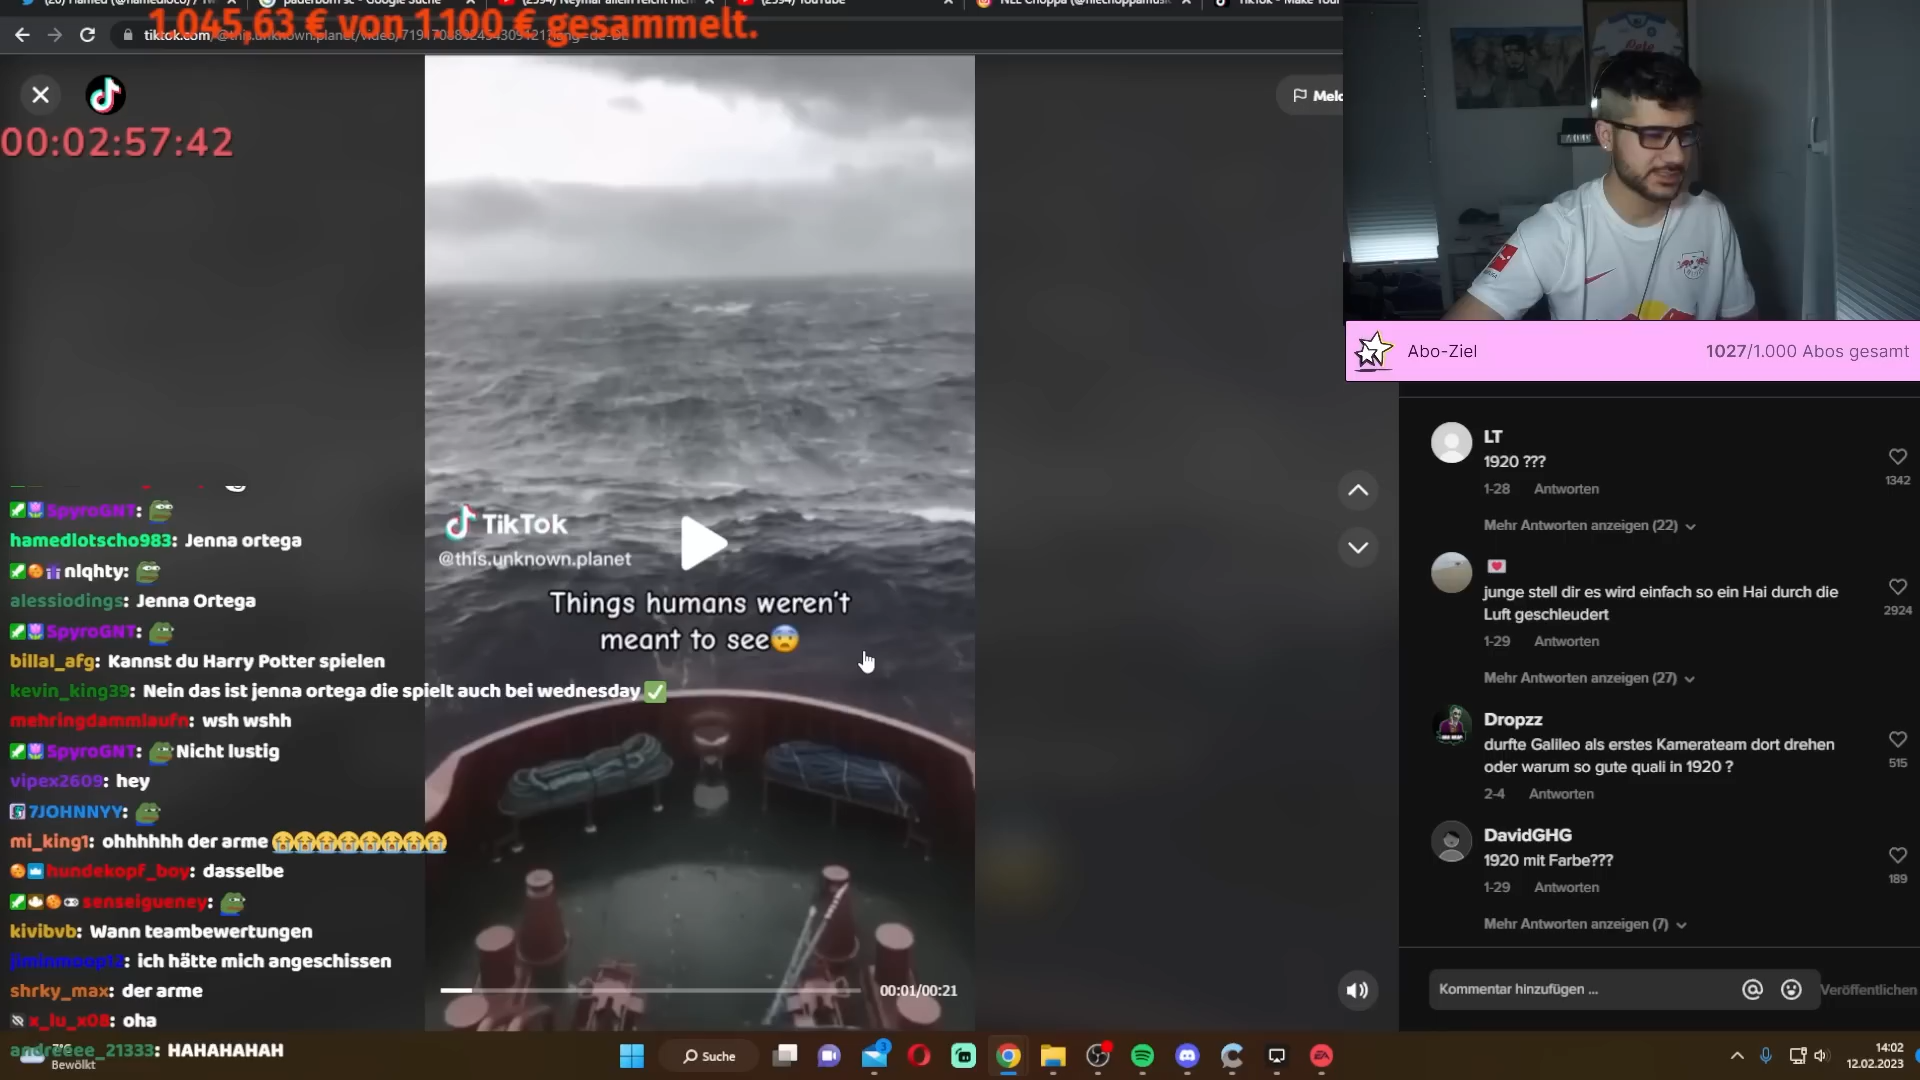 1.045,63 € von 1100 € gesammelt.
tiktok.com
Meld
00:02:57:42
TikTok
@this.unknown.planet
Things humans weren't
meant to see😨
00:01/00:21
SpyroGNT:
hamedlotscho983: Jenna ortega
nlqhty:
alessiodings: Jenna Ortega
SpyroGNT:
billal_afg: Kannst du Harry Potter spielen
kevin_king39: Nein das ist jenna ortega die spielt auch bei wednesday ✅
mehringdammlaufn: wsh wshh
SpyroGNT: Nicht lustig
vipex2609: hey
7JOHNNYY:
mi_king1: ohhhhhh der arme 😭😭😭😭😭😭😭😭
hundekopf_boy: dasselbe
senseigueney:
kivibvb: Wann teambewertungen
jiminmoop12: ich hätte mich angeschissen
shrky_max: der arme
x_lu_x08: oha
andreeee_21333: HAHAHAHAH
Abo-Ziel
1027/1.000 Abos gesamt
LT
1920 ???
1-28 Antworten
1342
Mehr Antworten anzeigen (22)
💌
junge stell dir es wird einfach so ein Hai durch die
Luft geschleudert
1-29 Antworten
2924
Mehr Antworten anzeigen (27)
Dropzz
durfte Galileo als erstes Kamerateam dort drehen
oder warum so gute quali in 1920 ?
2-4 Antworten
515
DavidGHG
1920 mit Farbe???
1-29 Antworten
189
Mehr Antworten anzeigen (7)
Kommentar hinzufügen ...
Veröffentlichen
Bewölkt
Suche
3
14:02
12.02.2023